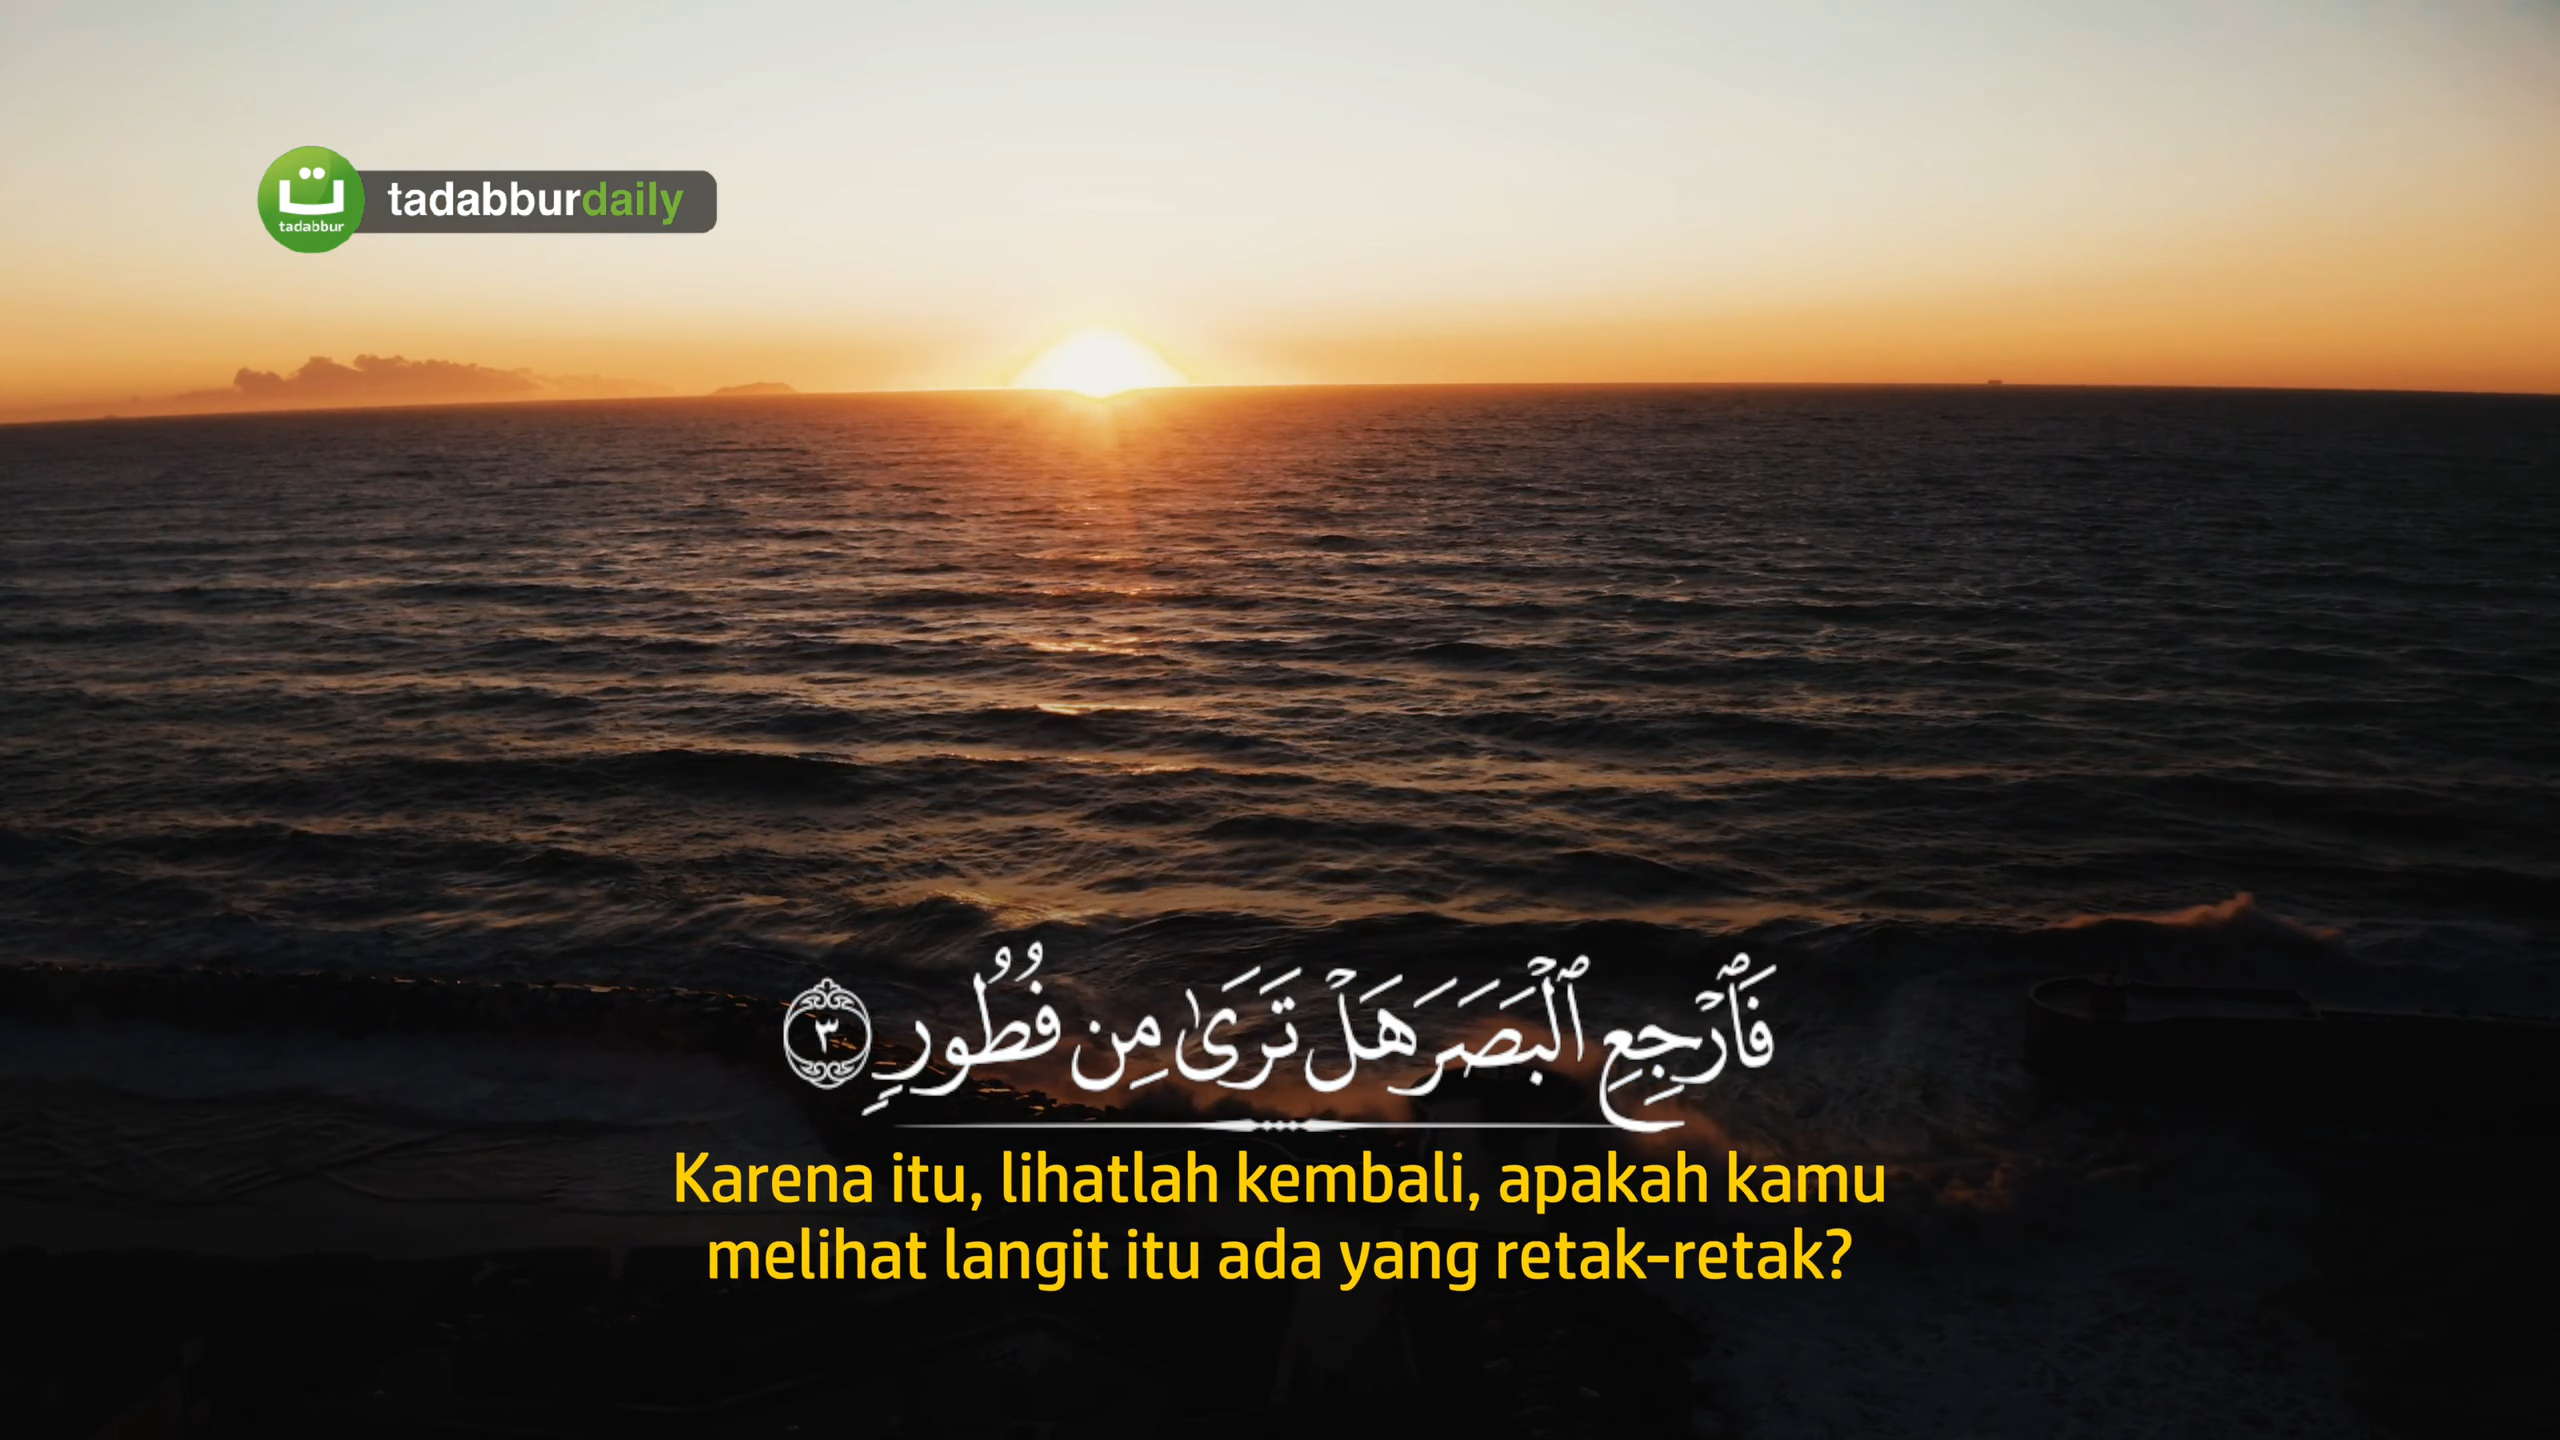 ت
tadabbur
tadabburdaily
فَٱرْجِعِ ٱلْبَصَرَ هَلْ تَرَىٰ مِن فُطُورٍ ٣
Karena itu, lihatlah kembali, apakah kamu
melihat langit itu ada yang retak-retak?